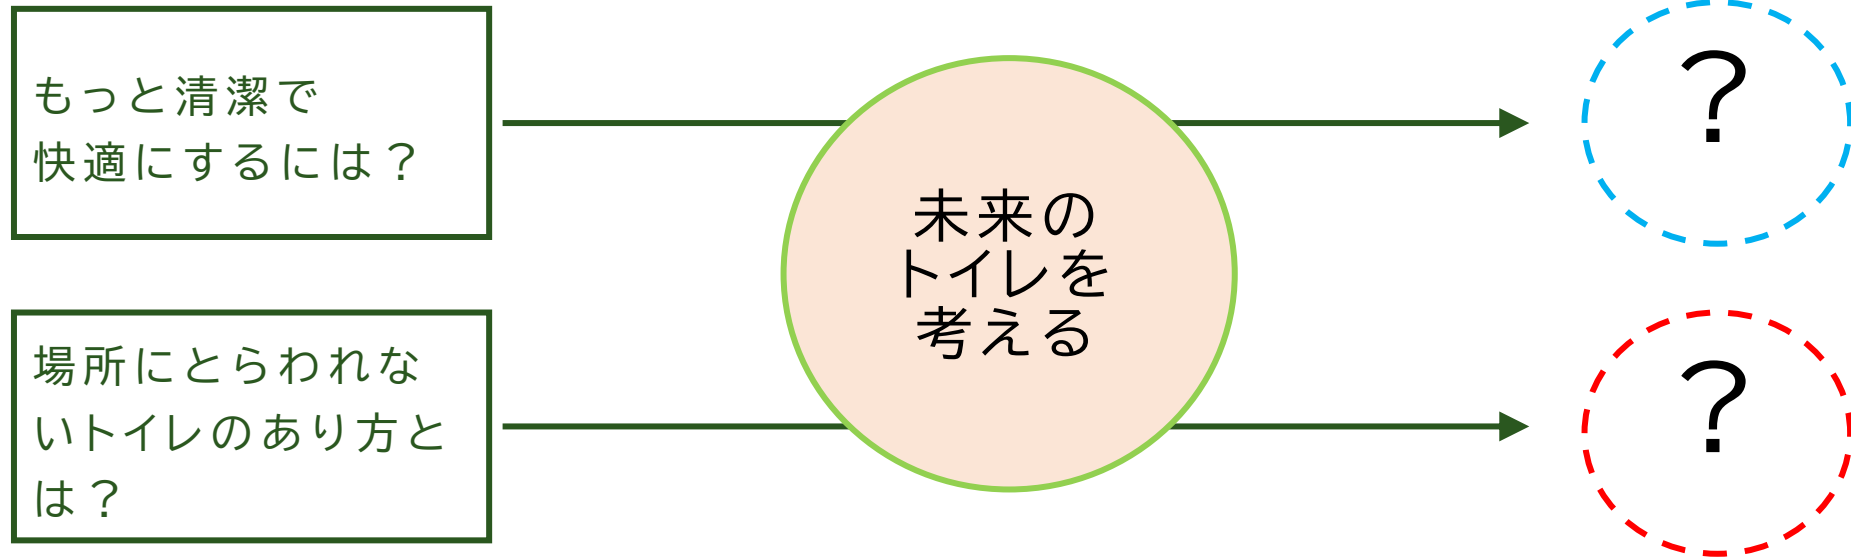 もっと清潔で
快適にするには？
場所にとらわれな
いトイレのあり方と
は？
未来の
トイレを
考える
？
？